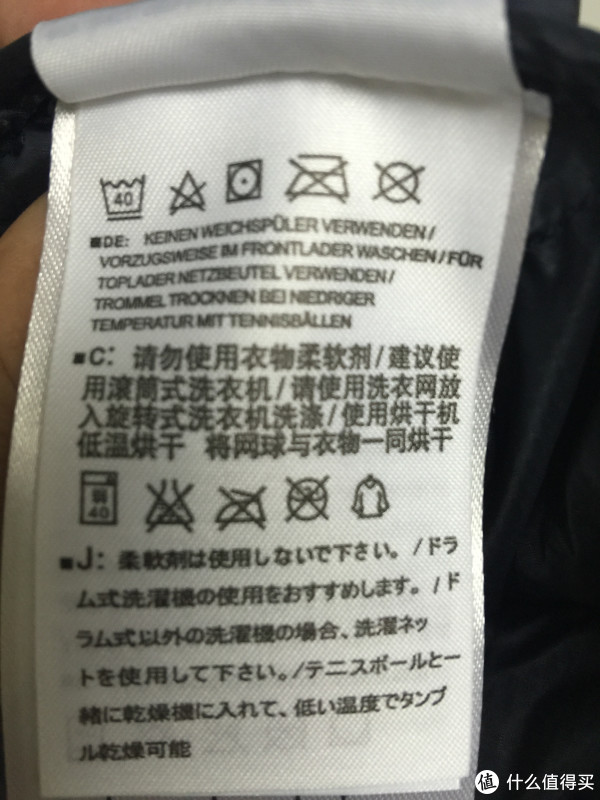 40
■DE: KEINEN WEICHSPÜLER VERWENDEN /
VORZUGSWEISE IM FRONTLADER WASCHEN / FÜR
TOPLADER NETZBEUTEL VERWENDEN /
TROMMEL TROCKNEN BEI NIEDRIGER
TEMPERATUR MIT TENNISBÄLLEN
■C: 请勿使用衣物柔软剂/建议使
用滚筒式洗衣机/请使用洗衣网放
入旋转式洗衣机洗涤/使用烘干机
低温烘干 将网球与衣物一同烘干
弱
40
■J: 柔軟剤は使用しないで下さい。/ドラ
ム式洗濯機の使用をおすすめします。/ド
ラム式以外の洗濯機の場合、洗濯ネッ
トを使用して下さい。/テニスボールと一
緒に乾燥機に入れて、低い温度でタンブ
ル乾燥可能
值 什么值得买